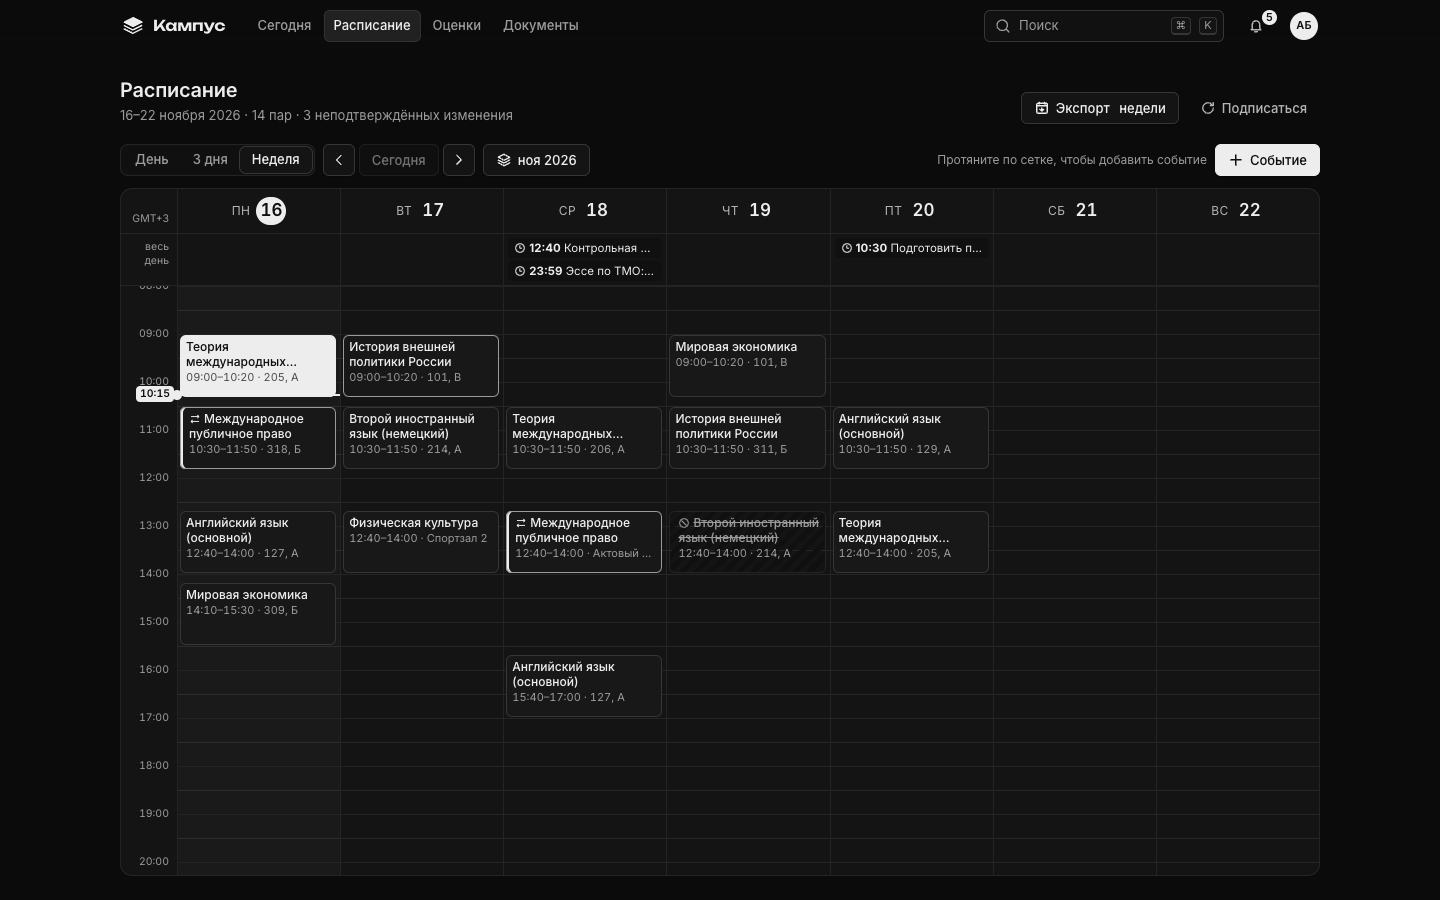 Кампус
Сегодня
Расписание
Оценки
Документы
Поиск
⌘ K
5
АБ
Расписание
16–22 ноября 2026 · 14 пар · 3 неподтверждённых изменения
Экспорт недели
Подписаться
День
3 дня
Неделя
Сегодня
ноя 2026
Протяните по сетке, чтобы добавить событие
Событие
GMT+3
ПН 16
ВТ 17
СР 18
ЧТ 19
ПТ 20
СБ 21
ВС 22
весь
день
12:40 Контрольная ...
23:59 Эссе по ТМО:...
10:30 Подготовить п...
08:00
09:00
10:00
10:15
11:00
12:00
13:00
14:00
15:00
16:00
17:00
18:00
19:00
20:00
Теория
международных...
09:00–10:20 · 205, А
Международное
публичное право
10:30–11:50 · 318, Б
Английский язык
(основной)
12:40–14:00 · 127, А
Мировая экономика
14:10–15:30 · 309, Б
История внешней
политики России
09:00–10:20 · 101, В
Второй иностранный
язык (немецкий)
10:30–11:50 · 214, А
Физическая культура
12:40–14:00 · Спортзал 2
Теория
международных...
10:30–11:50 · 206, А
Международное
публичное право
12:40–14:00 · Актовый ...
Английский язык
(основной)
15:40–17:00 · 127, А
Мировая экономика
09:00–10:20 · 101, В
История внешней
политики России
10:30–11:50 · 311, Б
Второй иностранный
язык (немецкий)
12:40–14:00 · 214, А
Английский язык
(основной)
10:30–11:50 · 129, А
Теория
международных...
12:40–14:00 · 205, А